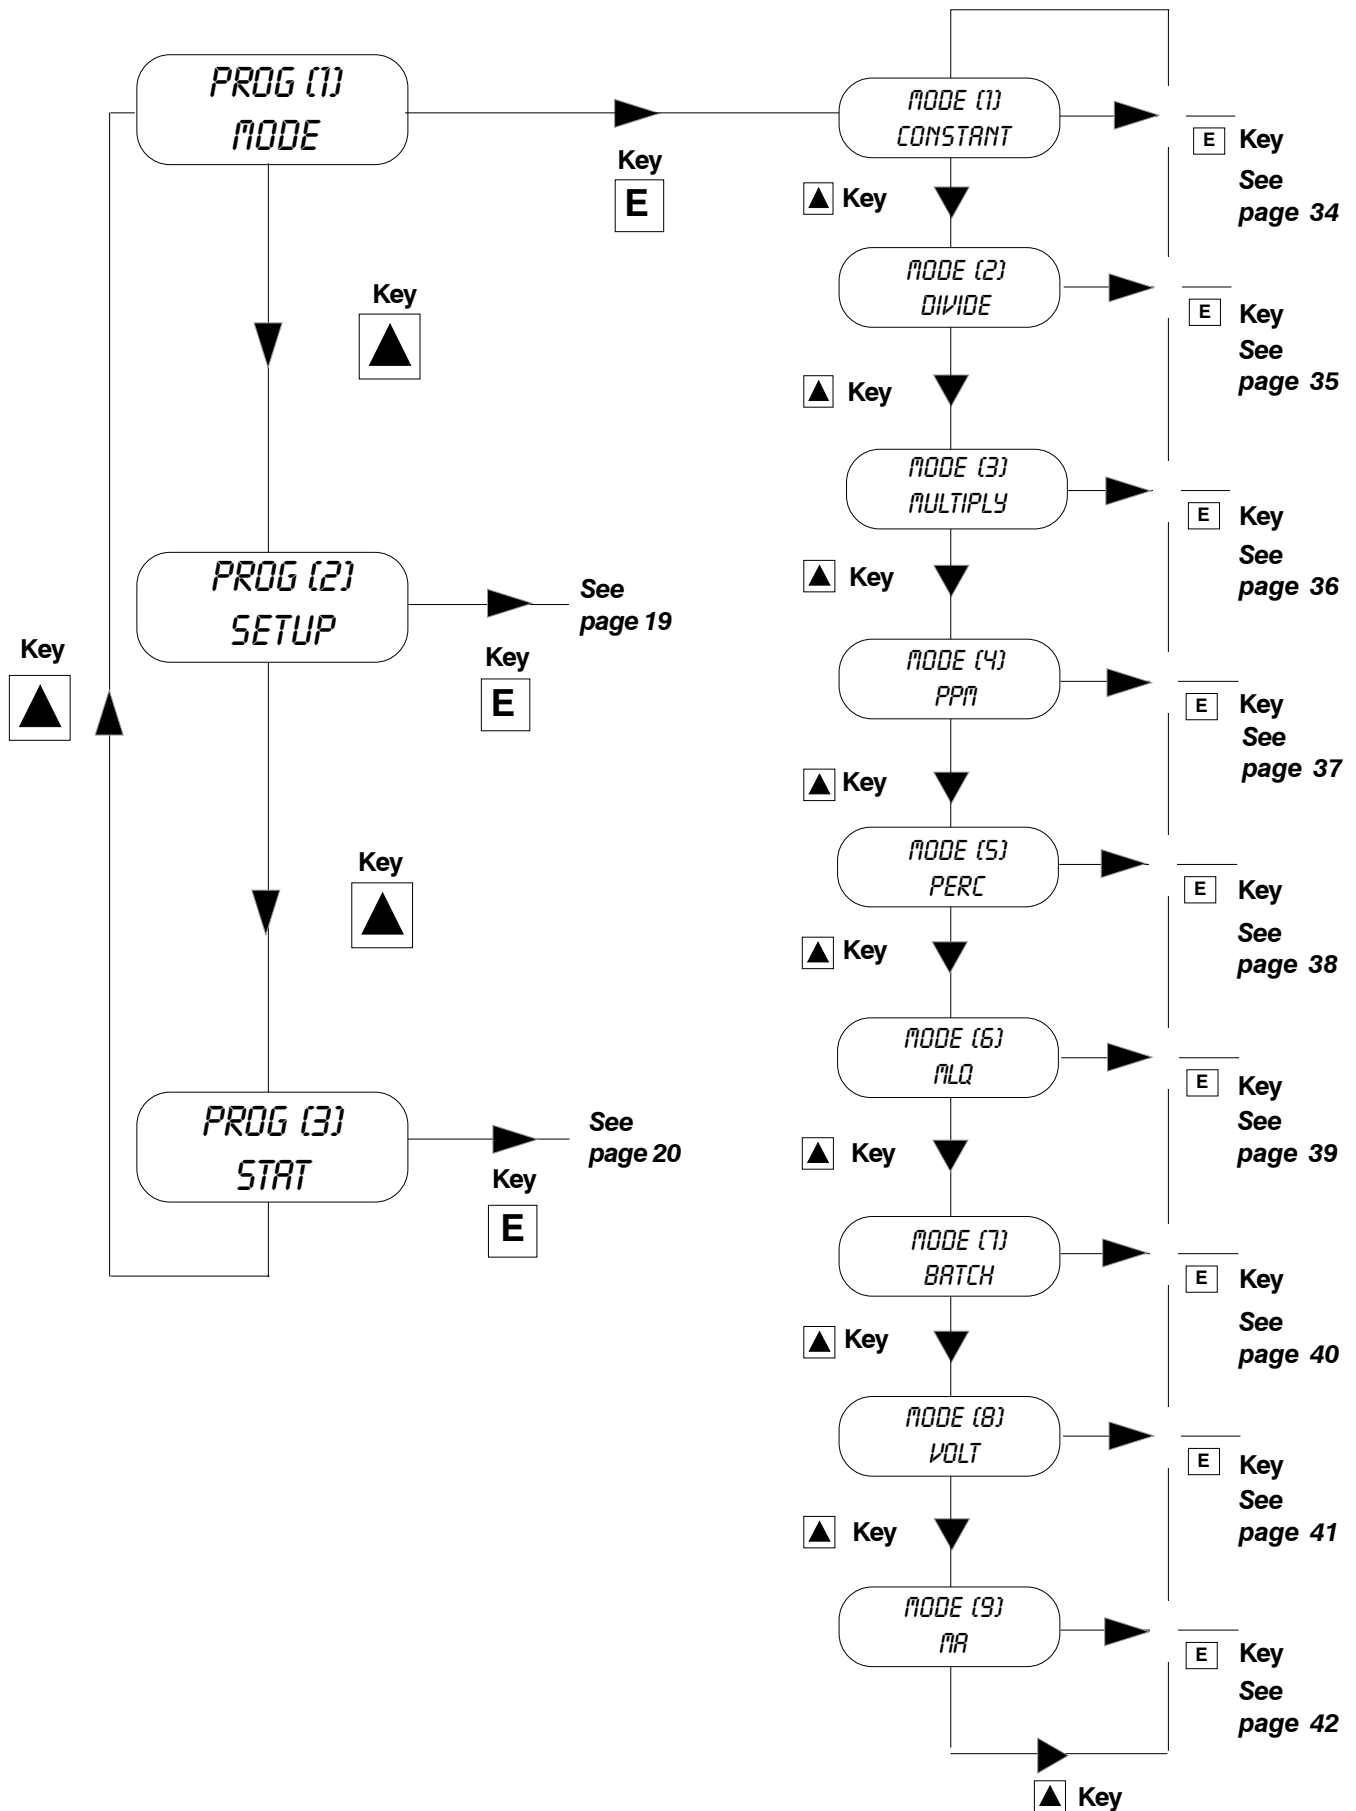 PROG (1)
MODE
Key
E
Key
PROG (2)
SETUP
See
page 19
Key
E
Key
Key
PROG (3)
STAT
See
page 20
Key
E
MODE (1)
CONSTANT
E Key
See
page 34
Key
MODE (2)
DIVIDE
E Key
See
page 35
Key
MODE (3)
MULTIPLY
E Key
See
page 36
Key
MODE (4)
PPM
E Key
See
page 37
Key
MODE (5)
PERC
E Key
See
page 38
Key
MODE (6)
MLQ
E Key
See
page 39
Key
MODE (7)
BATCH
E Key
See
page 40
Key
MODE (8)
VOLT
E Key
See
page 41
Key
MODE (9)
MA
E Key
See
page 42
Key